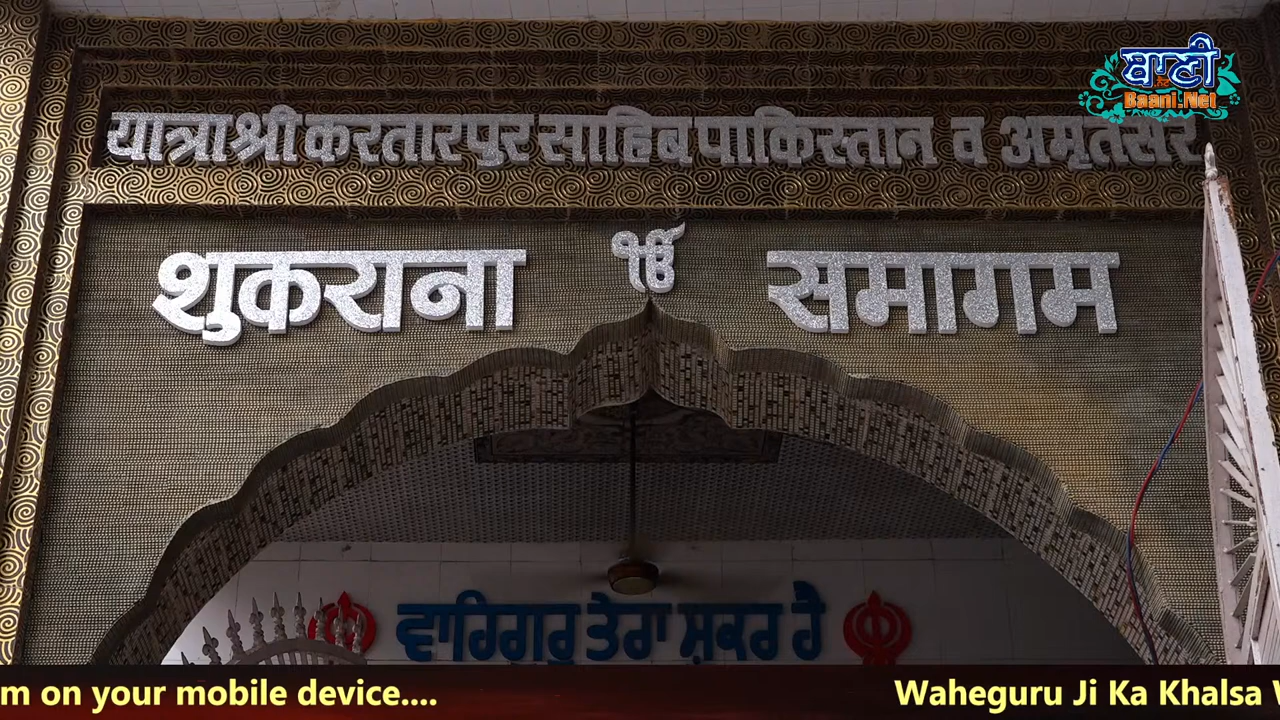 ਬਾਣੀ
Baani.Net
यात्रा श्री करतारपुर साहिब पाकिस्तान व अमृतसर
शुकराना ੴ समागम
ਵਾਹਿਗੁਰੂ ਤੇਰਾ ਸ਼ੁਕਰ ਹੈ
m on your mobile device.... Waheguru Ji Ka Khalsa